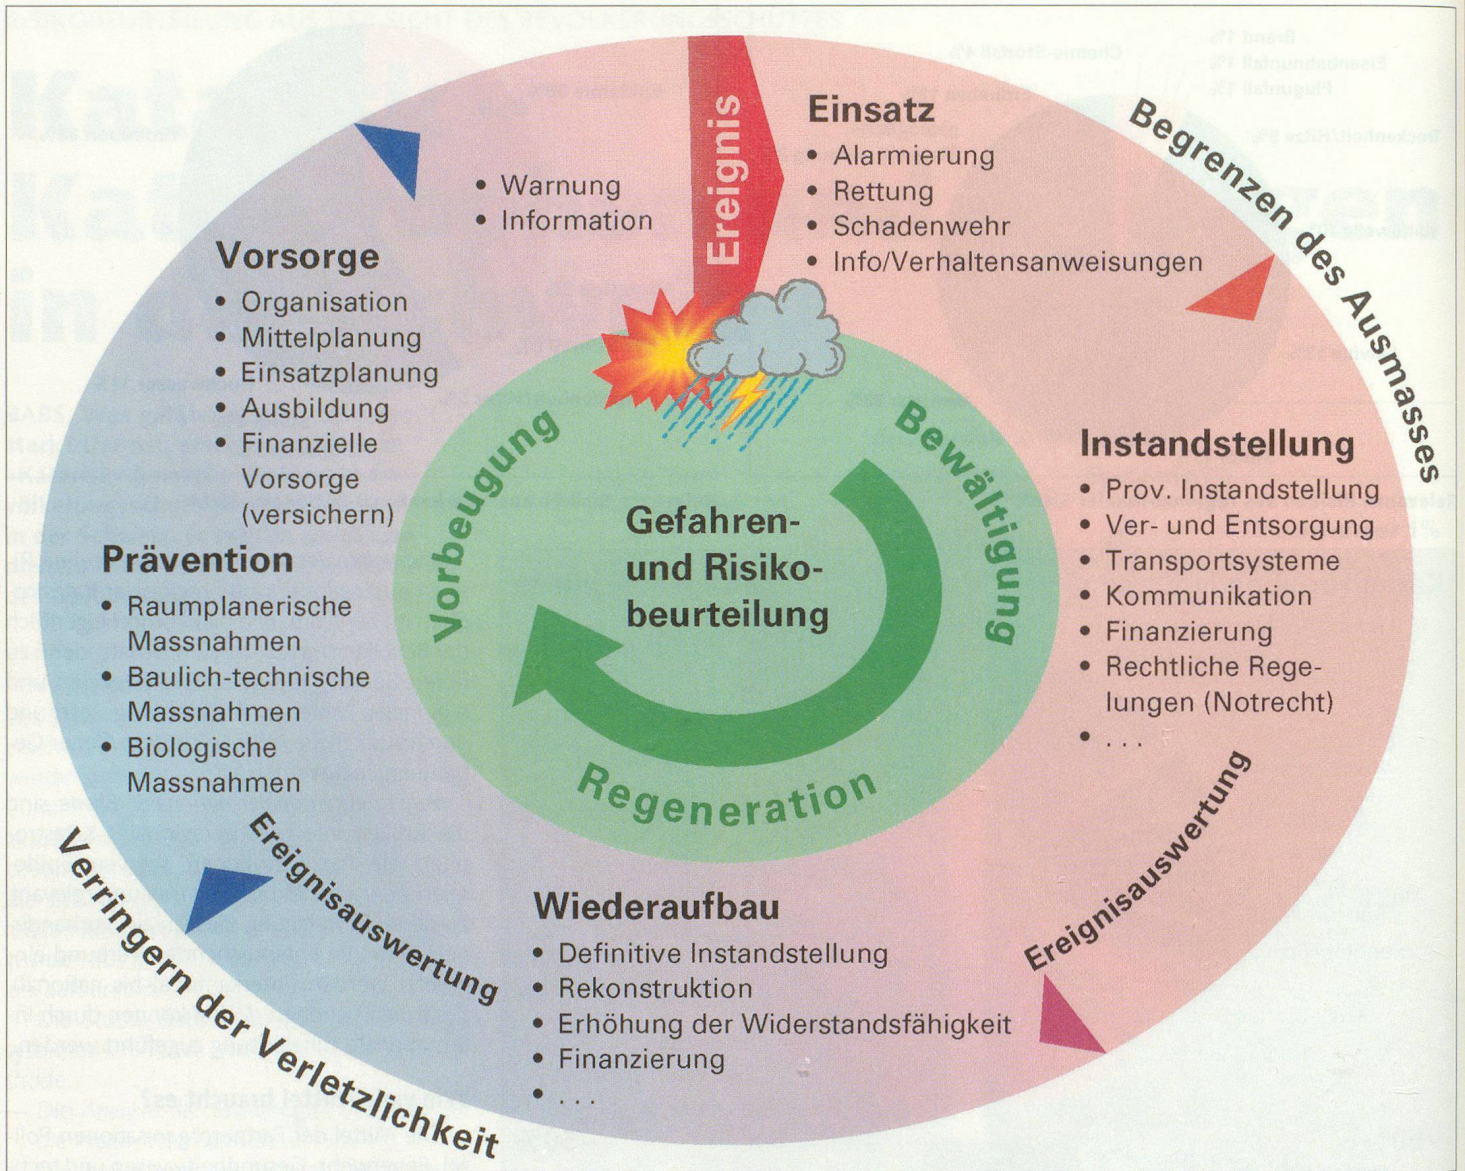 Ereignis
Einsatz
• Alarmierung
• Rettung
• Schadenwehr
• Info/Verhaltensanweisungen
Begrenzen des Ausmasses
Instandstellung
• Prov. Instandstellung
• Ver- und Entsorgung
• Transportsysteme
• Kommunikation
• Finanzierung
• Rechtliche Rege-
lungen (Notrecht)
• . . .
Ereignisauswertung
Wiederaufbau
• Definitive Instandstellung
• Rekonstruktion
• Erhöhung der Widerstandsfähigkeit
• Finanzierung
• . . .
Ereignisauswertung
Verringern der Verletzlichkeit
Prävention
• Raumplanerische
Massnahmen
• Baulich-technische
Massnahmen
• Biologische
Massnahmen
Vorsorge
• Organisation
• Mittelplanung
• Einsatzplanung
• Ausbildung
• Finanzielle
Vorsorge
(versichern)
• Warnung
• Information
Bewältigung
Regeneration
Vorbeugung
Gefahren-
und Risiko-
beurteilung